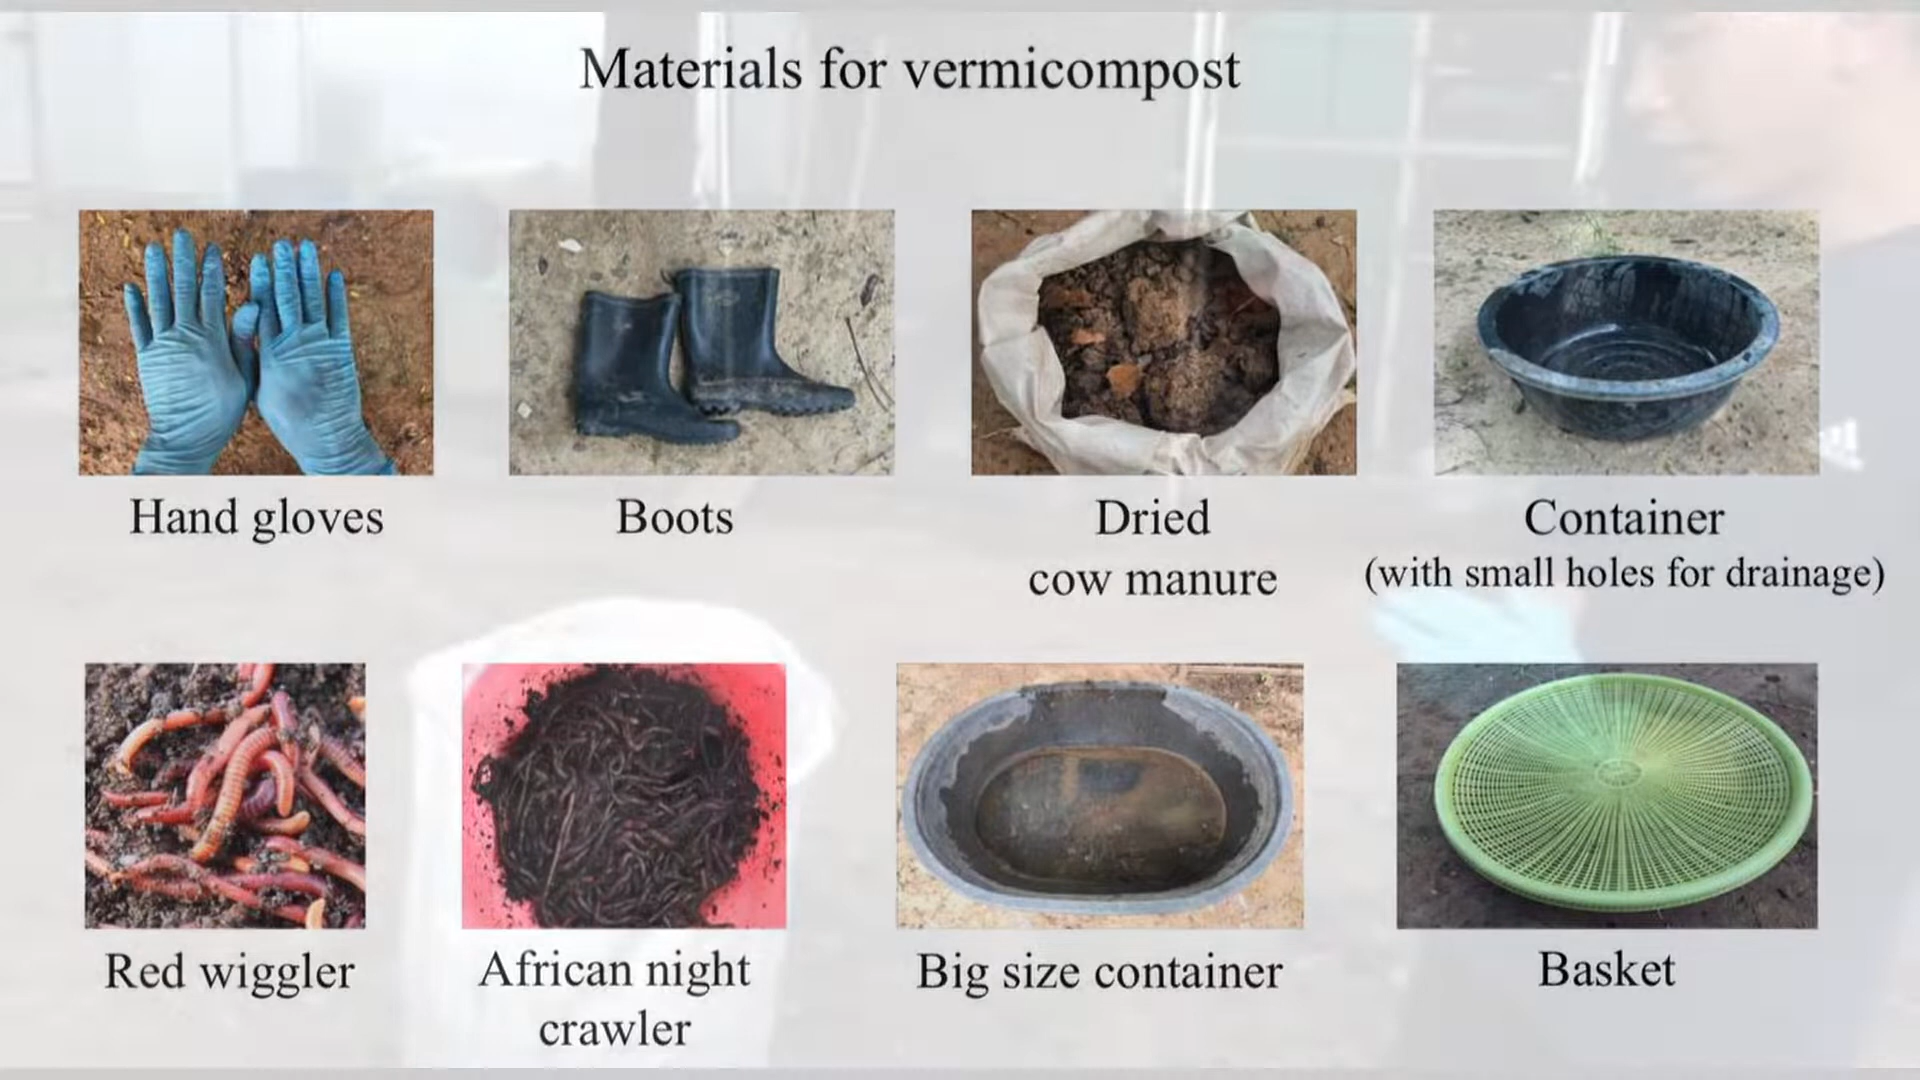 Materials for vermicompost
Hand gloves
Boots
Dried
cow manure
Container
(with small holes for drainage)
Red wiggler
African night
crawler
Big size container
Basket